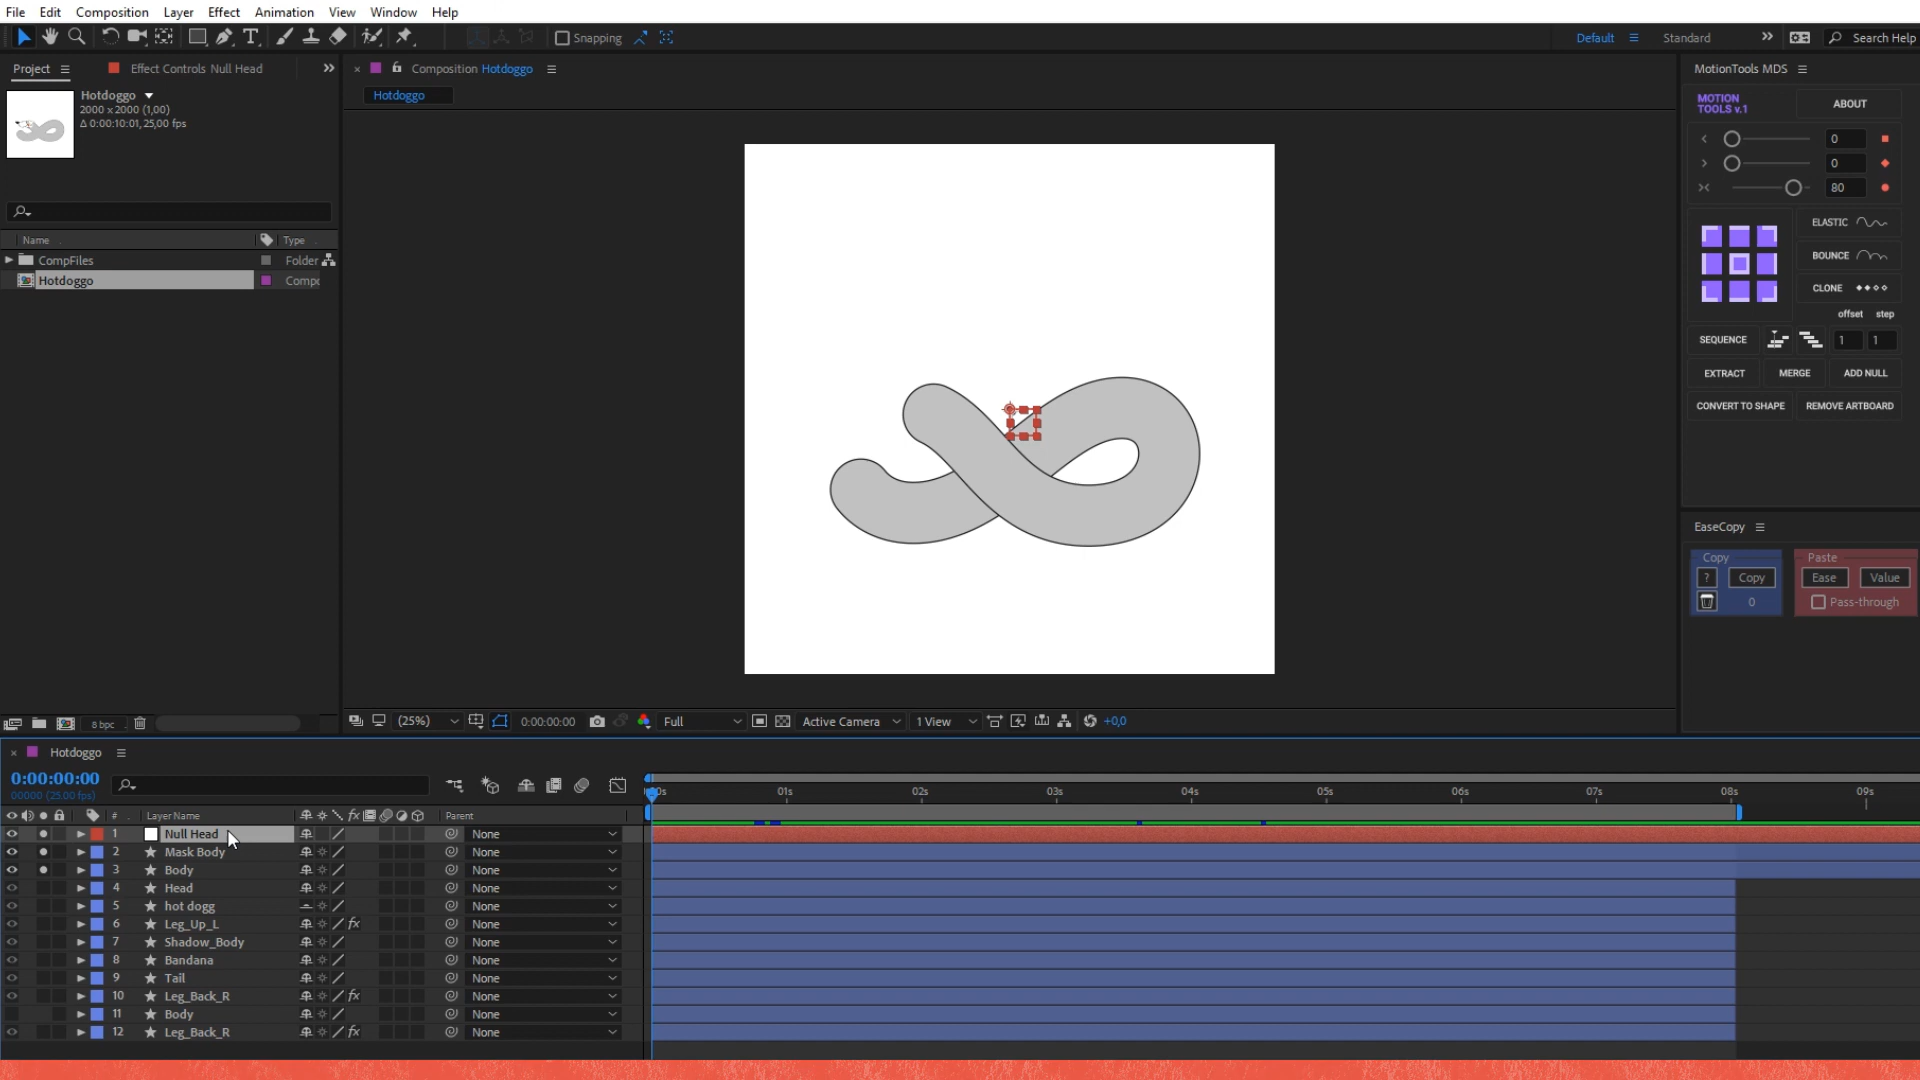 File Edit Composition Layer Effect Animation View Window Help
Snapping Default Standard Search Help
Project Effect Controls Null Head Composition Hotdoggo MotionTools MDS
Hotdoggo
2000 x 2000 (1,00)
Δ 0:00:10:01, 25,00 fps
Hotdoggo
MOTION
TOOLS v.1
ABOUT
0
0
80
ELASTIC
BOUNCE
CLONE
offset step
SEQUENCE 1 1
EXTRACT MERGE ADD NULL
CONVERT TO SHAPE REMOVE ARTBOARD
Name Type
CompFiles Folder
Hotdoggo Compo
EaseCopy
Copy Paste
? Copy Ease Value
0 Pass-through
8 bpc (25%) 0:00:00:00 Full Active Camera 1 View +0,0
Hotdoggo
0:00:00:00
00000 (25.00 fps)
01s 02s 03s 04s 05s 06s 07s 08s 09s
# Layer Name fx Parent
1 Null Head None
2 Mask Body None
3 Body None
4 Head None
5 hot dogg None
6 Leg_Up_L fx None
7 Shadow_Body None
8 Bandana None
9 Tail None
10 Leg_Back_R fx None
11 Body None
12 Leg_Back_R fx None